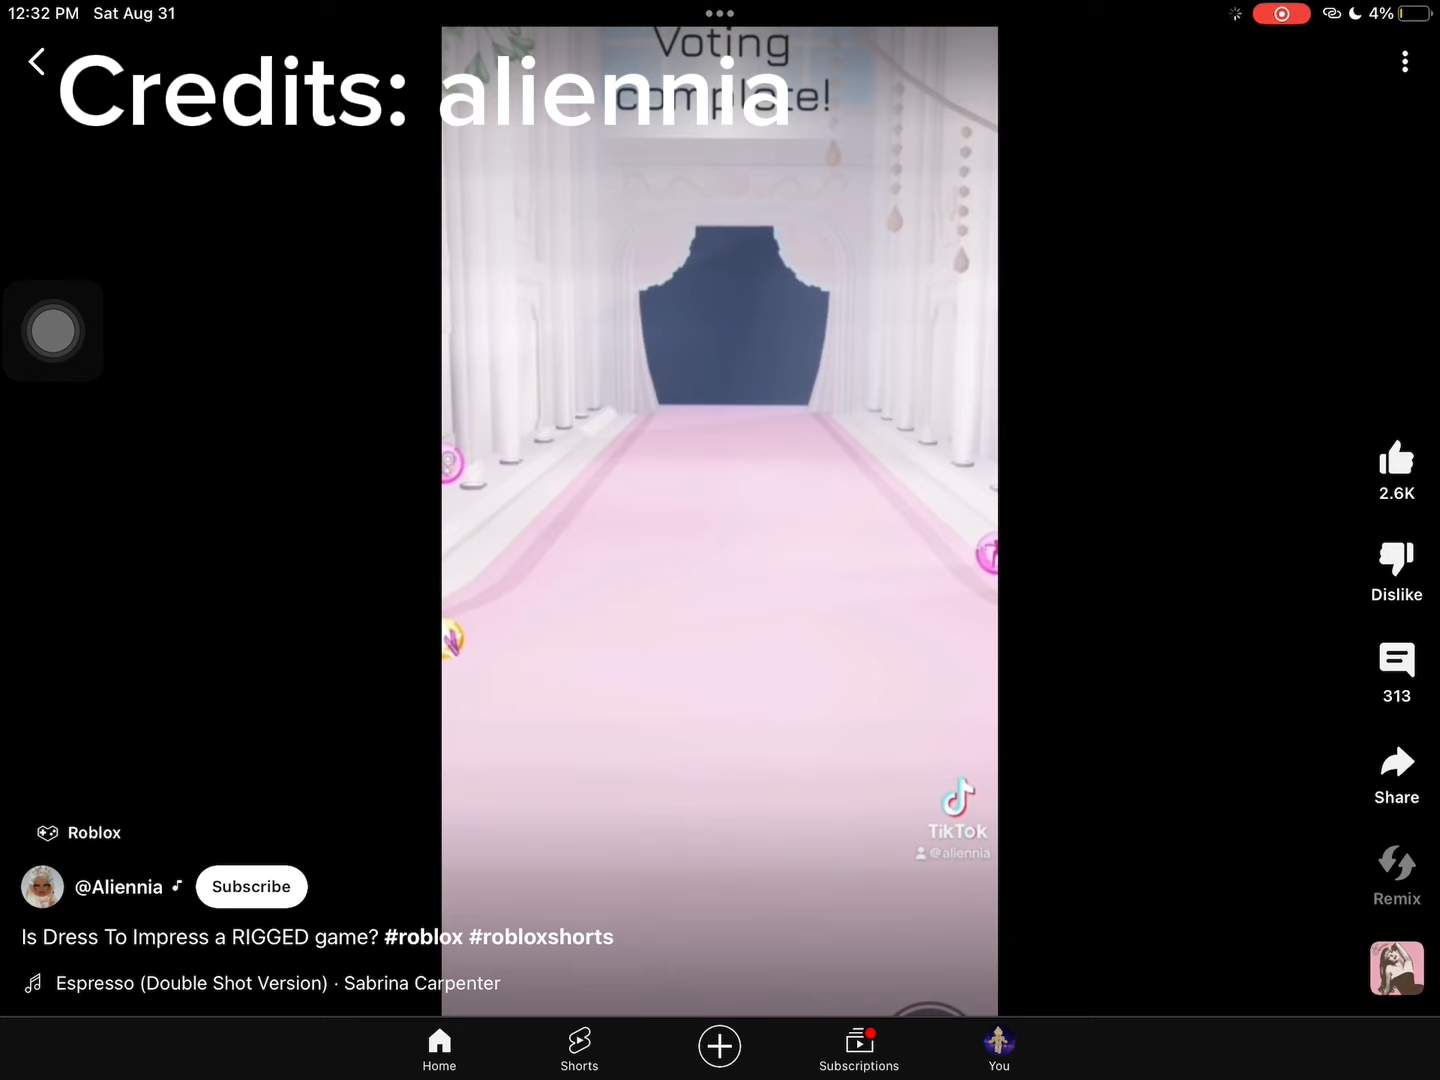 12:32 PM Sat Aug 31
4%
Voting
complete!
Credits: aliennia
2.6K
Dislike
313
Share
TikTok
@aliennia
Roblox
@Aliennia
Subscribe
Remix
Is Dress To Impress a RIGGED game? #roblox #robloxshorts
Espresso (Double Shot Version) · Sabrina Carpenter
Home
Shorts
Subscriptions
You